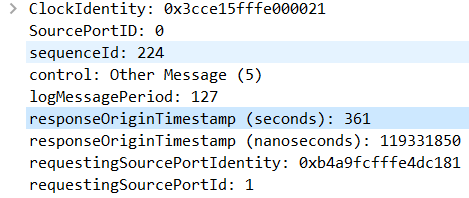 ClockIdentity: 0x3cce15fffe000021
SourcePortID: 0
sequenceId: 224
control: Other Message (5)
logMessagePeriod: 127
responseOriginTimestamp (seconds): 361
responseOriginTimestamp (nanoseconds): 119331850
requestingSourcePortIdentity: 0xb4a9fcfffe4dc181
requestingSourcePortId: 1